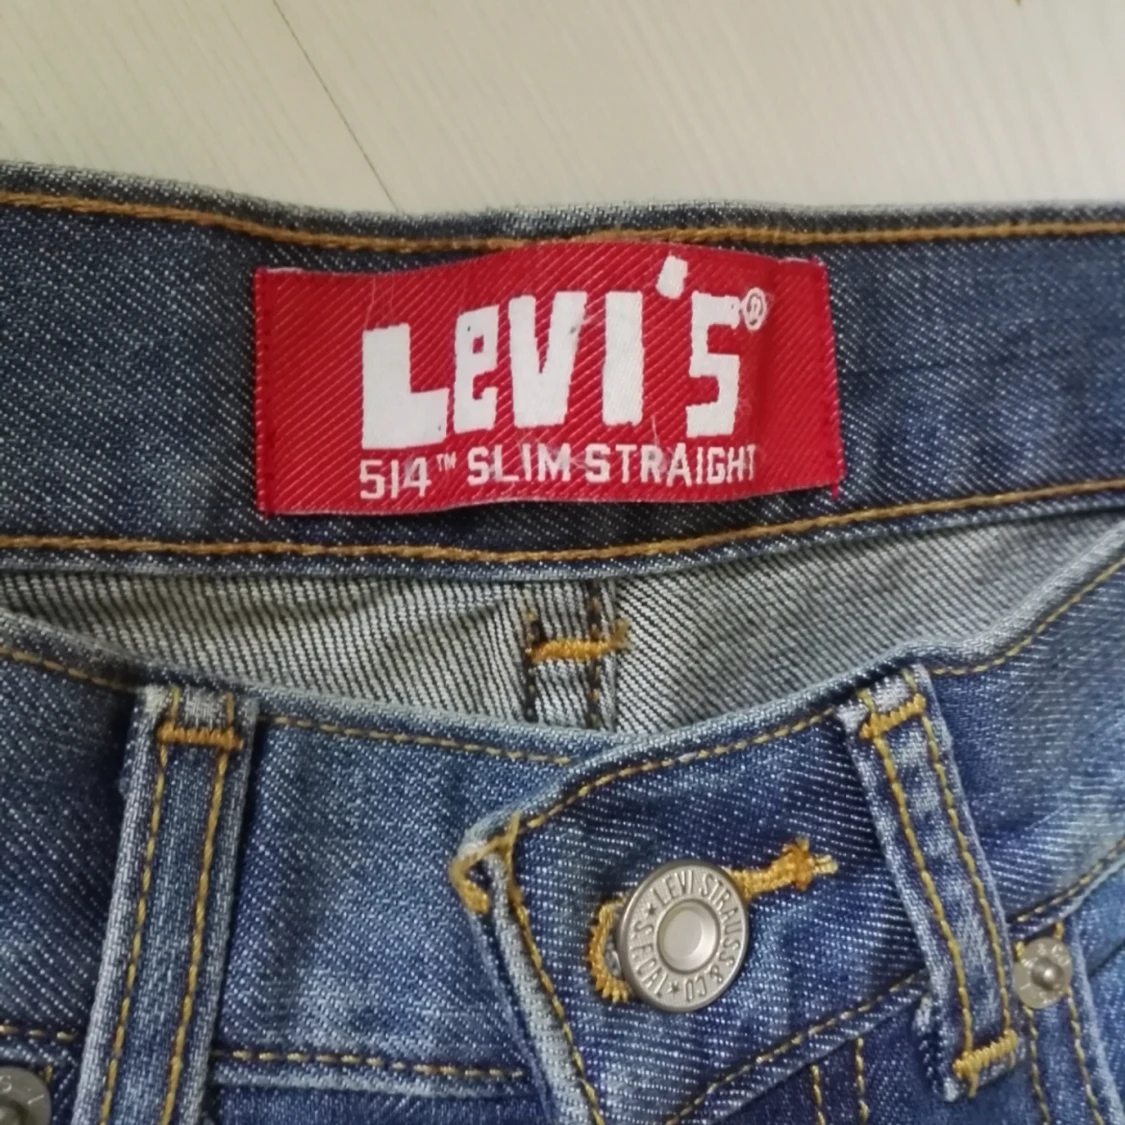 LeVI'S®
514™ SLIM STRAIGHT
LEVI STRAUSS & CO ★ S.F. CAL ★